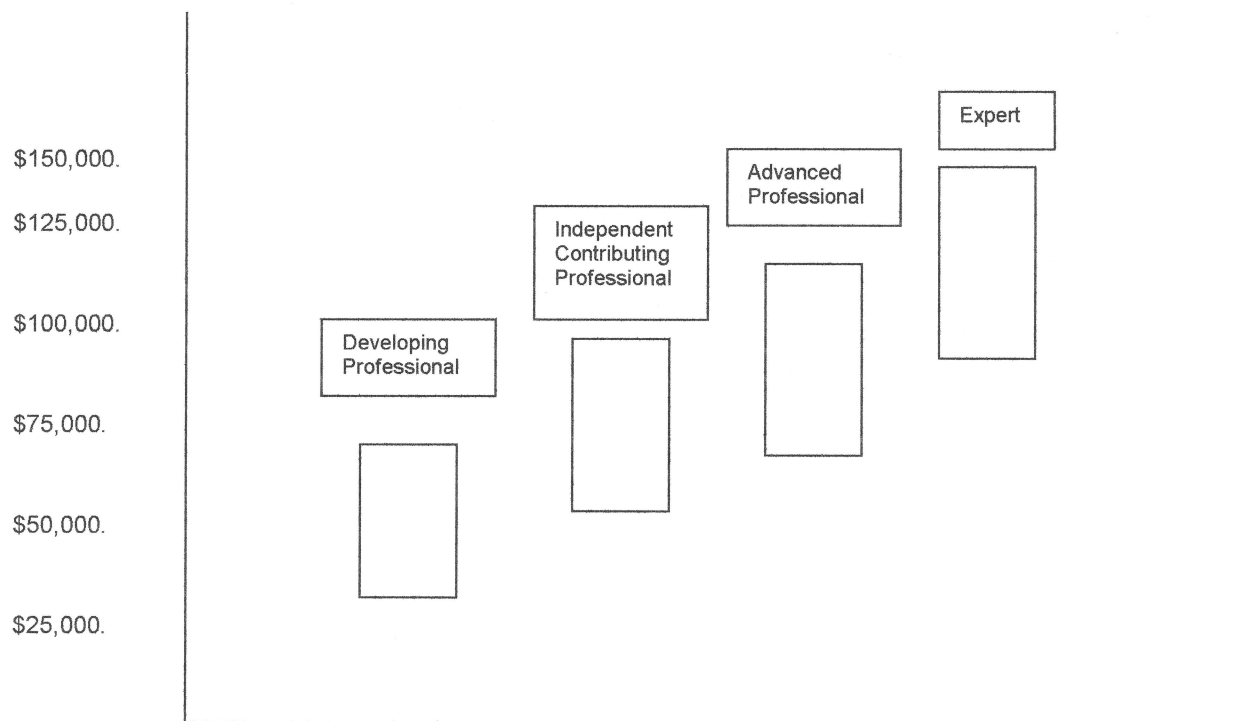 $150,000.
$125,000.
$100,000.
$75,000.
$50,000.
$25,000.
Developing
Professional
Independent
Contributing
Professional
Advanced
Professional
Expert